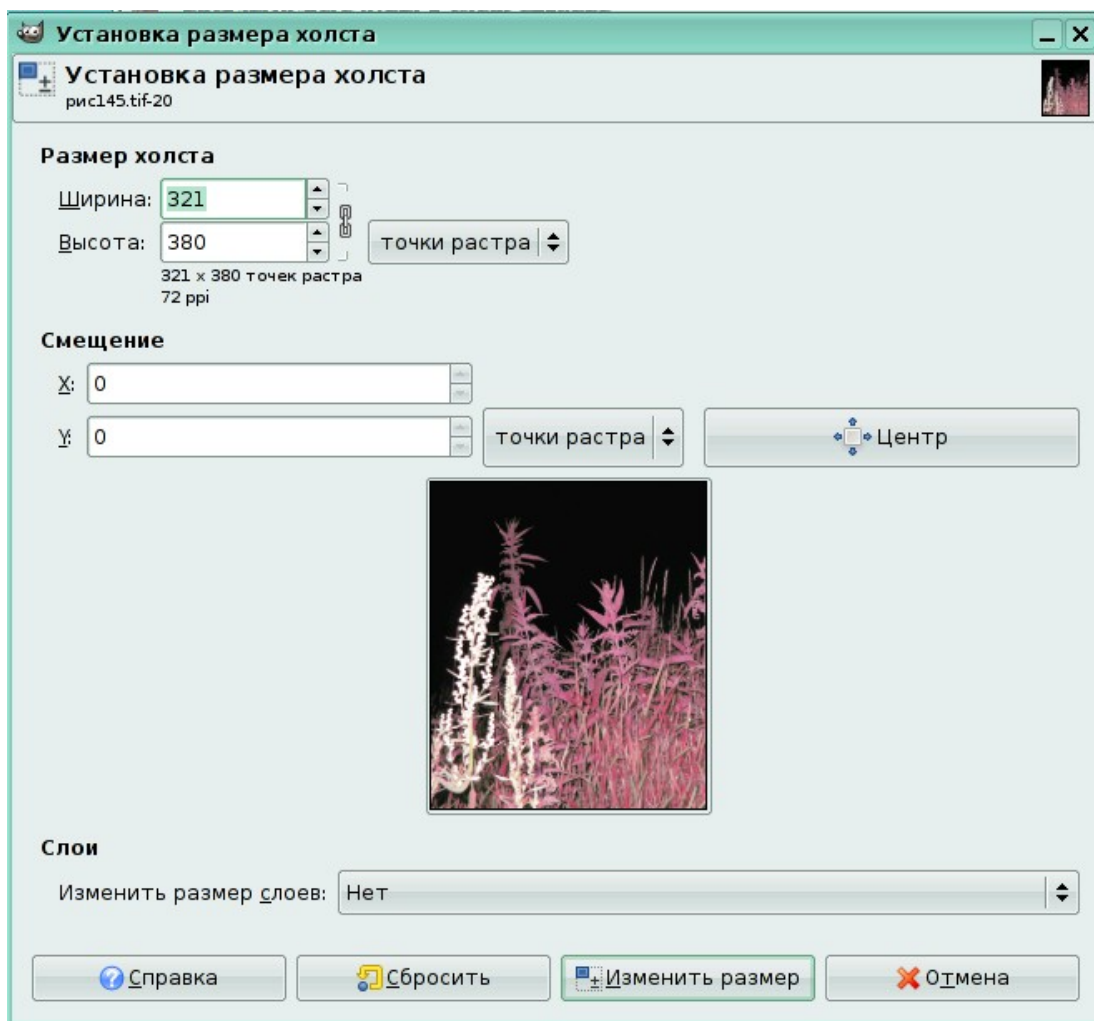 Установка размера холста
Установка размера холста
рис145.tif-20
Размер холста
Ширина: 321
Высота: 380 точки растра
321 x 380 точек растра
72 ppi
Смещение
X: 0
Y: 0 точки растра Центр
Слои
Изменить размер слоев: Нет
Справка Сбросить Изменить размер Отмена